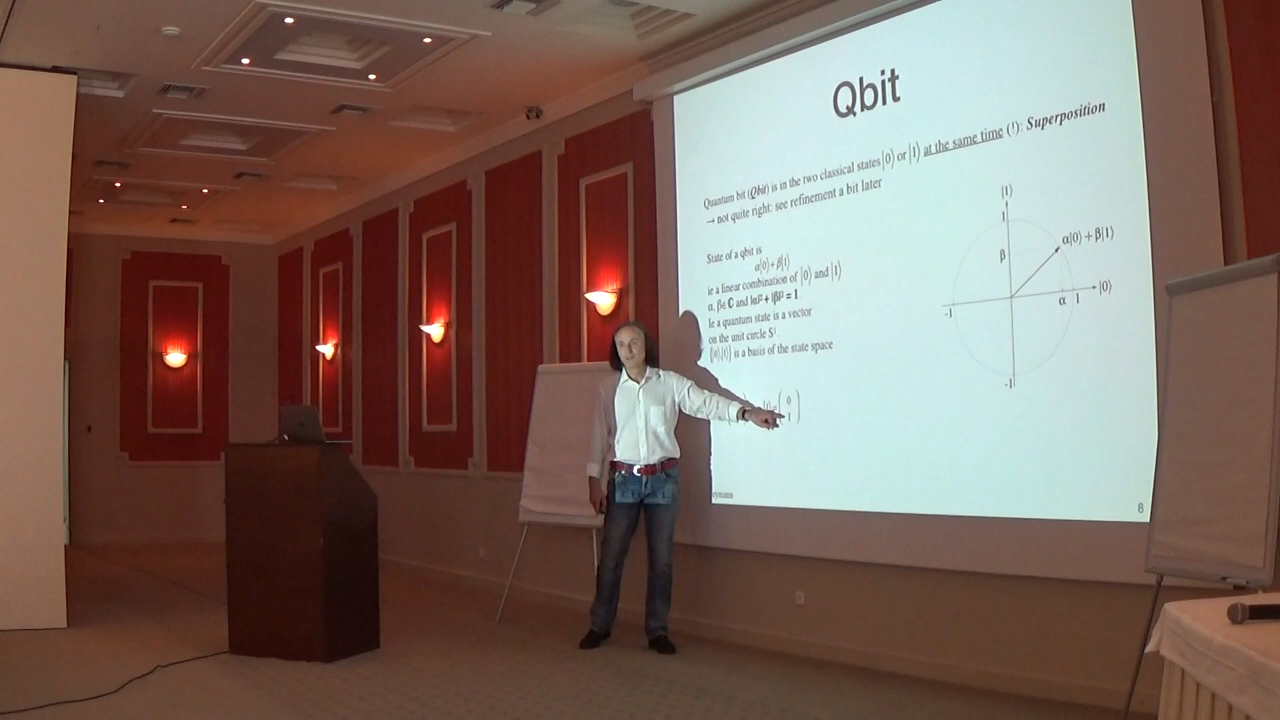 Qbit
Quantum bit (Qbit) is in the two classical states |0⟩ or |1⟩ at the same time (!): Superposition
→ not quite right: see refinement a bit later
State of a qbit is
α|0⟩+β|1⟩
ie a linear combination of |0⟩ and |1⟩
α, β∈ℂ and |α|²+|β|²=1.
Ie a quantum state is a vector
on the unit circle S¹.
{|0⟩,|1⟩} is a basis of the state space
0
1
|1⟩
1
β
α|0⟩+β|1⟩
-1
α
1
|0⟩
-1
8